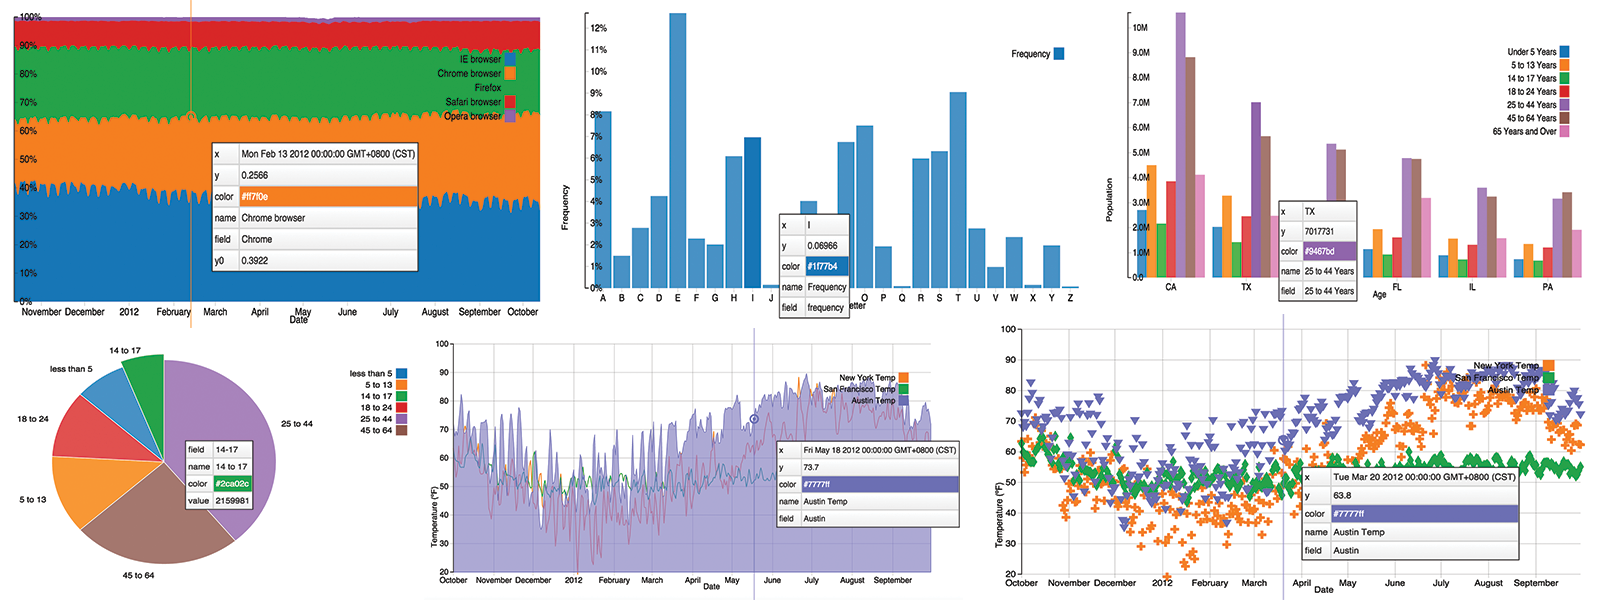 100%
90%
80%
70%
60%
50%
40%
30%
20%
10%
0%
IE browser
Chrome browser
Firefox
Safari browser
Opera browser
x Mon Feb 13 2012 00:00:00 GMT+0800 (CST)
y 0.2566
color #ff7f0e
name Chrome browser
field Chrome
y0 0.3922
November December 2012 February March April May June July August September October
Date
12%
11%
10%
9%
8%
7%
6%
5%
4%
3%
2%
1%
0%
Frequency
Frequency
x I
y 0.06966
color #1f77b4
name Frequency
field frequency
A B C D E F G H I J O P Q R S T U V W X Y Z
etter
10M
9.0M
8.0M
7.0M
6.0M
5.0M
4.0M
3.0M
2.0M
1.0M
0.0
Population
Under 5 Years
5 to 13 Years
14 to 17 Years
18 to 24 Years
25 to 44 Years
45 to 64 Years
65 Years and Over
x TX
y 7017731
color #9467bd
name 25 to 44 Years
field 25 to 44 Years
CA TX FL IL PA
Age
14 to 17
less than 5
18 to 24
5 to 13
45 to 64
25 to 44
less than 5
5 to 13
14 to 17
18 to 24
25 to 44
45 to 64
field 14-17
name 14 to 17
color #2ca02c
value 2159981
100
90
80
70
60
50
40
30
20
Temperature (°F)
New York Temp
San Francisco Temp
Austin Temp
x Fri May 18 2012 00:00:00 GMT+0800 (CST)
y 73.7
color #7777ff
name Austin Temp
field Austin
October November December 2012 February March April May June July August September
Date
100
90
80
70
60
50
40
30
20
Temperature (°F)
New York Temp
San Francisco Temp
Austin Temp
x Tue Mar 20 2012 00:00:00 GMT+0800 (CST)
y 63.8
color #7777ff
name Austin Temp
field Austin
October November December 2012 February March April May June July August September
Date